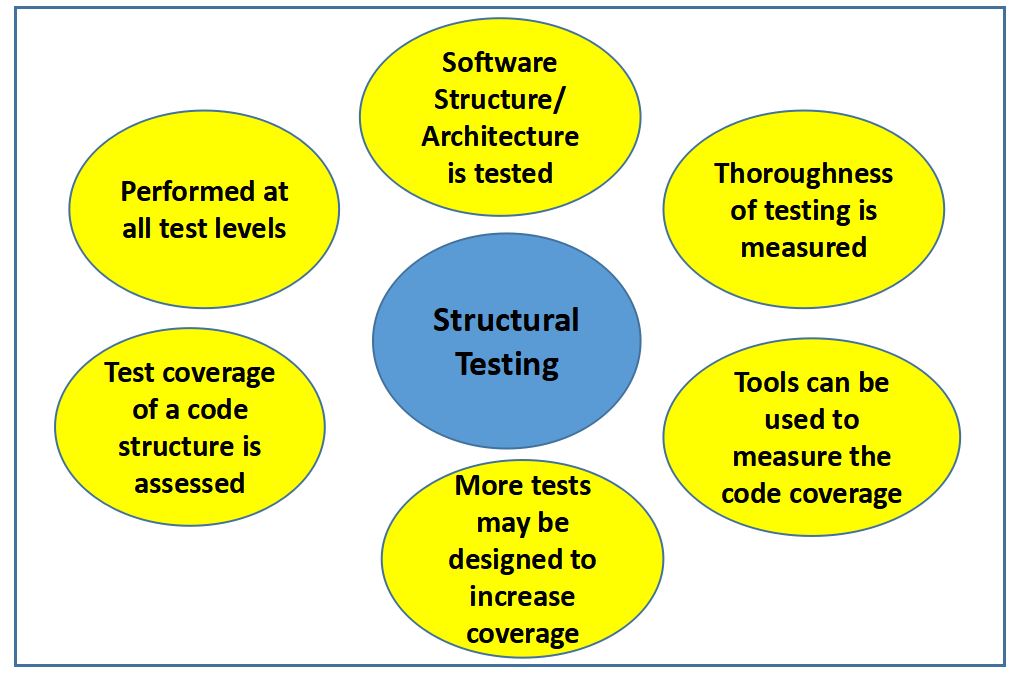 Software
Structure/
Architecture
is tested
Performed at
all test levels
Thoroughness
of testing is
measured
Structural
Testing
Test coverage
of a code
structure is
assessed
Tools can be
used to
measure the
code coverage
More tests
may be
designed to
increase
coverage